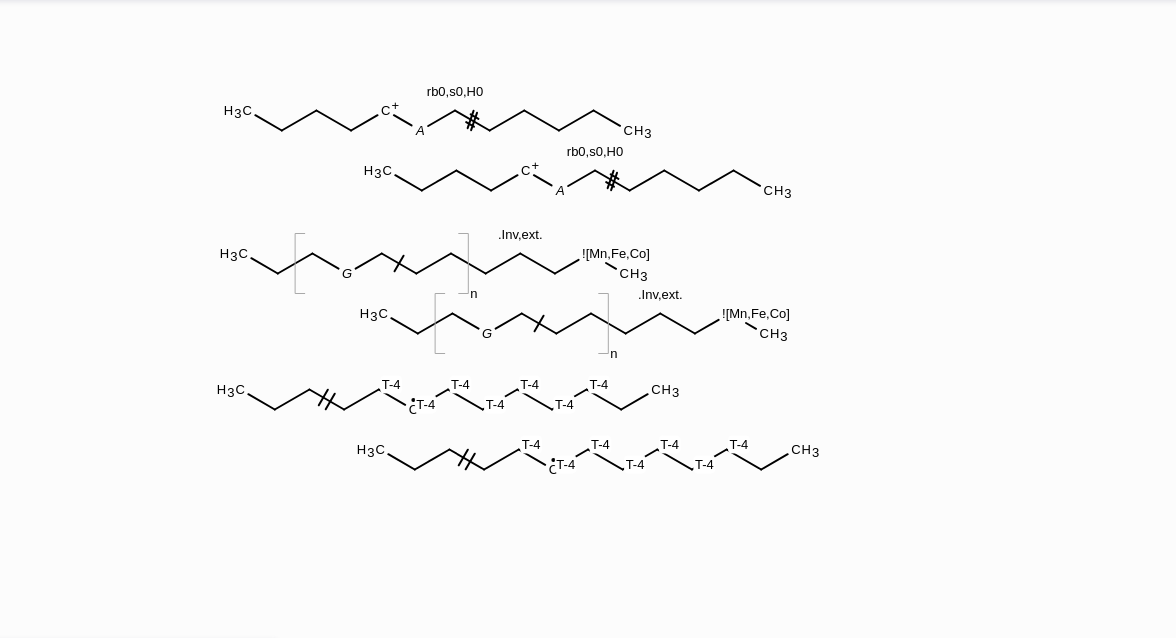 rb0,s0,H0
H3C C+ A CH3
rb0,s0,H0
H3C C+ A CH3
.Inv,ext.
H3C G ![Mn,Fe,Co]
CH3
n
.Inv,ext.
H3C G ![Mn,Fe,Co]
CH3
n
H3C T-4 T-4 T-4 T-4 CH3
C T-4 T-4 T-4
H3C T-4 T-4 T-4 T-4 CH3
C T-4 T-4 T-4